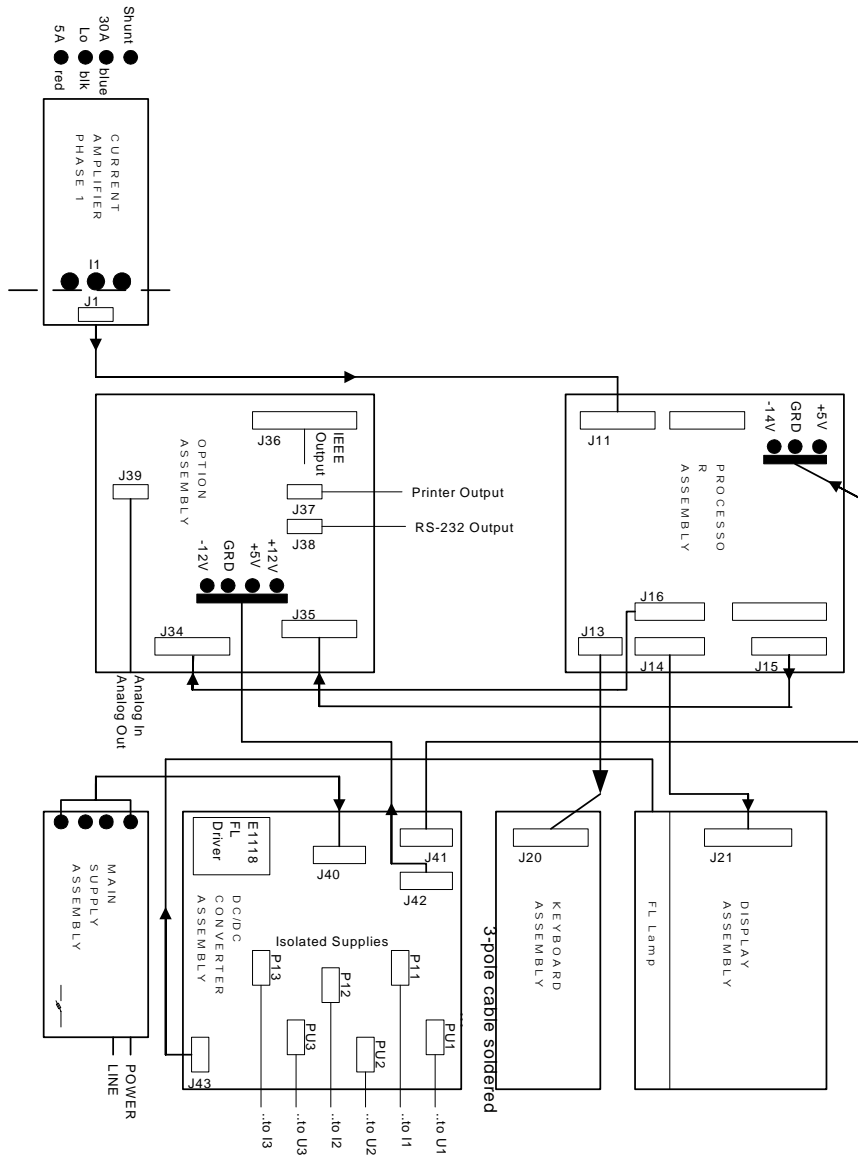 Shunt
30A blue
Lo blk
5A red
CURRENT
AMPLIFIER
PHASE 1
I1
J1
J36
IEEE
Output
OPTION
ASSEMBLY
J39
J37
Printer Output
J38
RS-232 Output
-12V
GRD
+5V
+12V
J34
J35
Analog In
Analog Out
J11
-14V
GRD
+5V
PROCESSO
R
ASSEMBLY
J16
J13
J14
J15
MAIN
SUPPLY
ASSEMBLY
POWER
LINE
E1118
FL
Driver
J40
J41
J42
DC/DC
CONVERTER
ASSEMBLY
Isolated Supplies
P13
P12
P11
PU3
PU2
PU1
J43
..to I3
..to U3
..to I2
..to U2
..to I1
..to U1
J20
KEYBOARD
ASSEMBLY
3-pole cable soldered
J21
DISPLAY
ASSEMBLY
FL Lamp